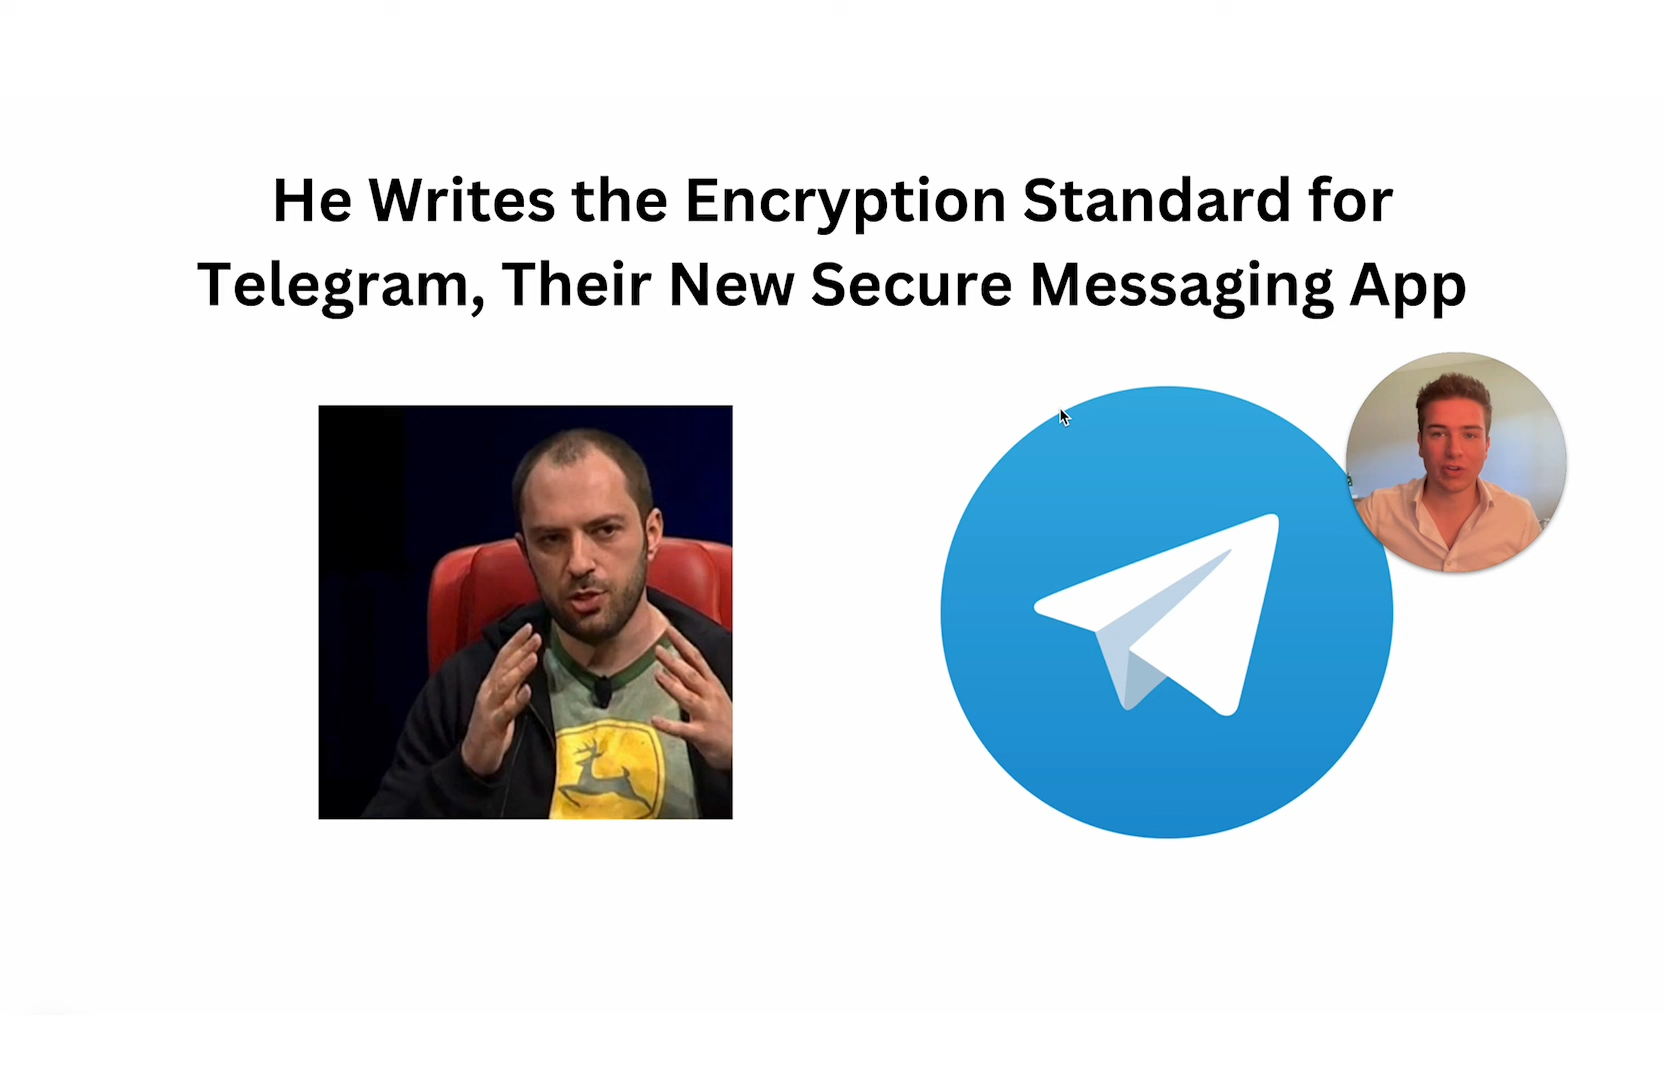 He Writes the Encryption Standard for
Telegram, Their New Secure Messaging App